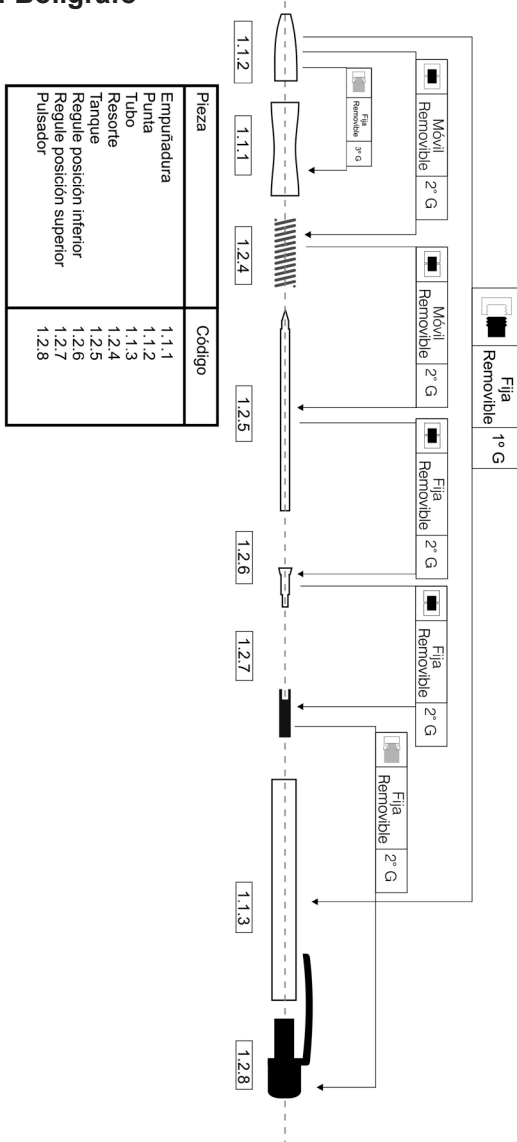 Bolígrafo
Fija
Removible 1º G
Móvil
Removible 2° G
Móvil
Removible 2° G
Fija
Removible 2° G
Fija
Removible 2° G
Fija
Removible 2° G
Fija
Removible 3° G
1.1.2
1.1.1
1.2.4
1.2.5
1.2.6
1.2.7
1.1.3
1.2.8
Pieza Código
Empuñadura 1.1.1
Punta 1.1.2
Tubo 1.1.3
Resorte 1.2.4
Tanque 1.2.5
Regule posición inferior 1.2.6
Regule posición superior 1.2.7
Pulsador 1.2.8